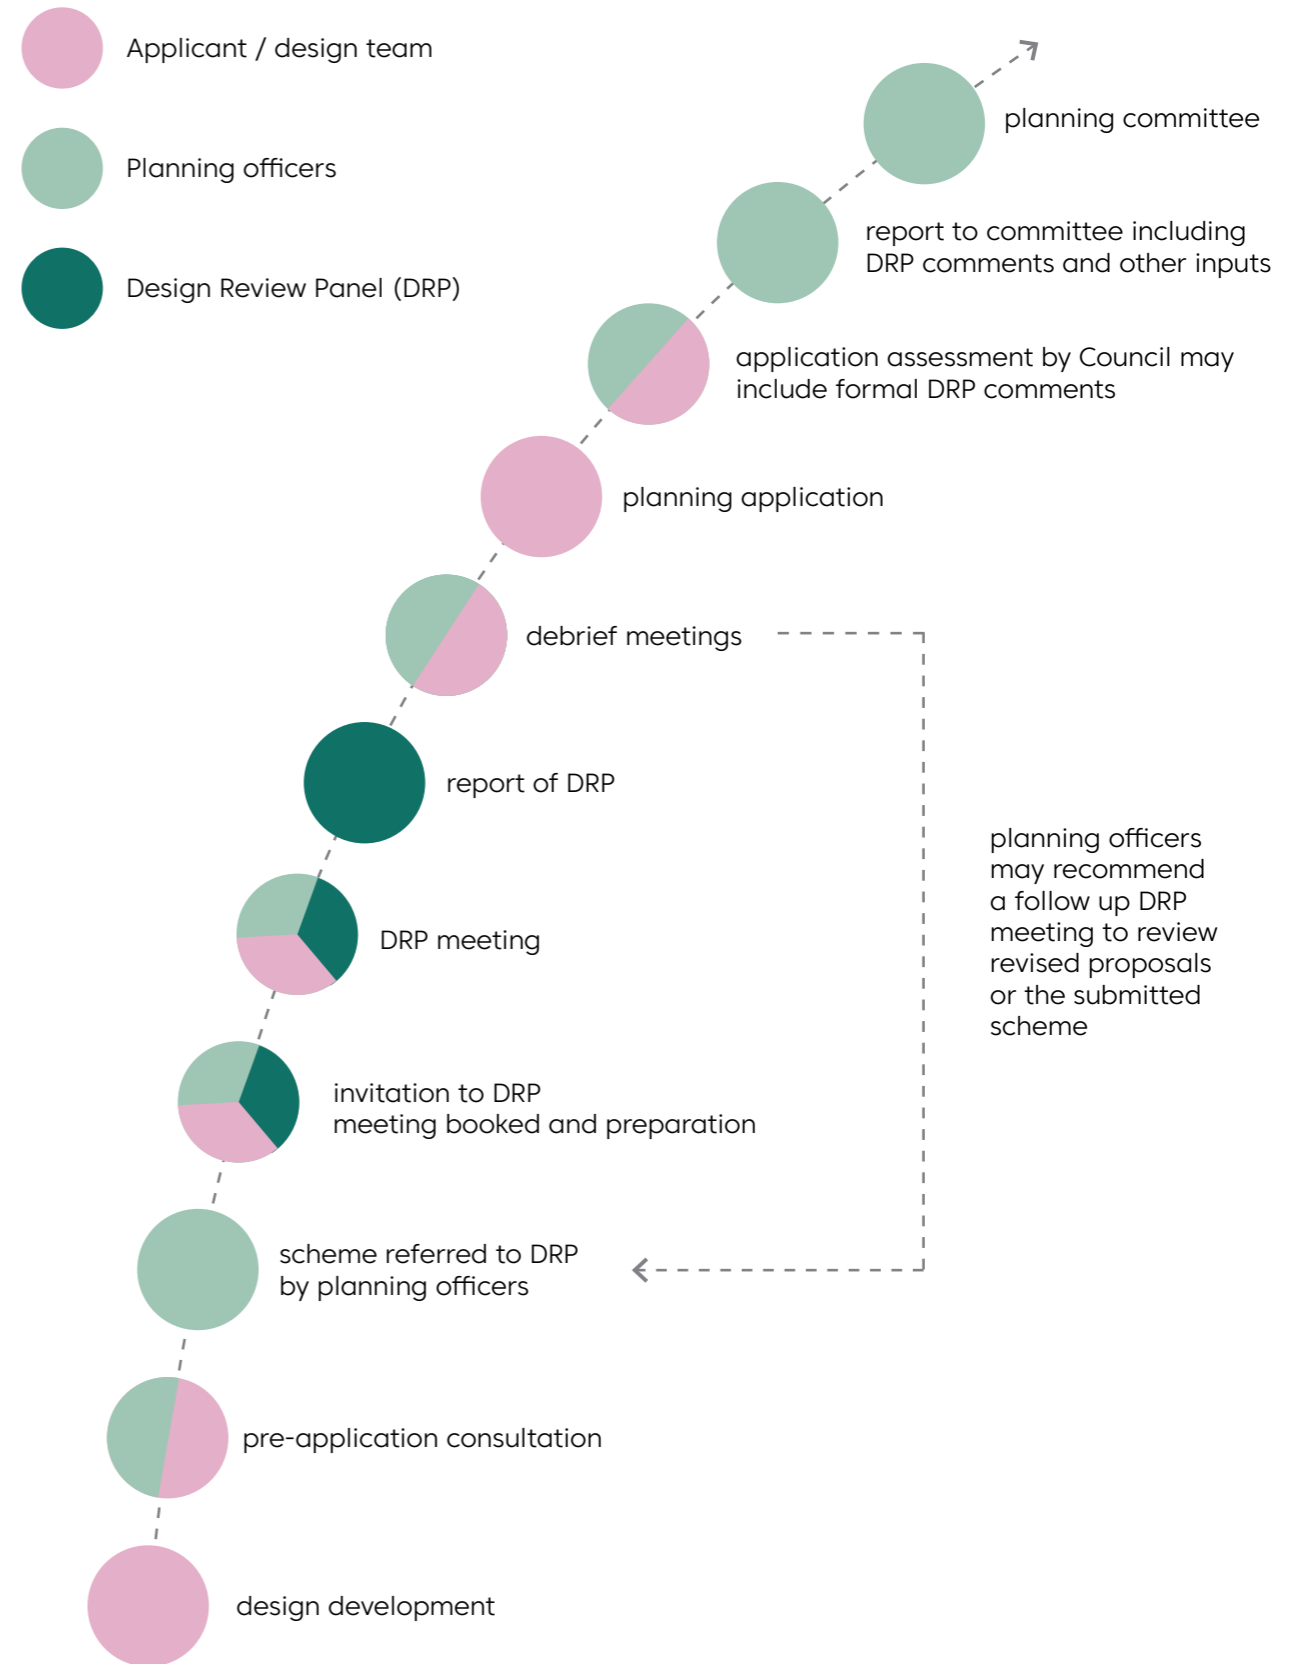 Applicant / design team
Planning officers
Design Review Panel (DRP)
planning committee
report to committee including
DRP comments and other inputs
application assessment by Council may
include formal DRP comments
planning application
debrief meetings
report of DRP
planning officers
may recommend
a follow up DRP
meeting to review
revised proposals
or the submitted
scheme
DRP meeting
invitation to DRP
meeting booked and preparation
scheme referred to DRP
by planning officers
pre-application consultation
design development